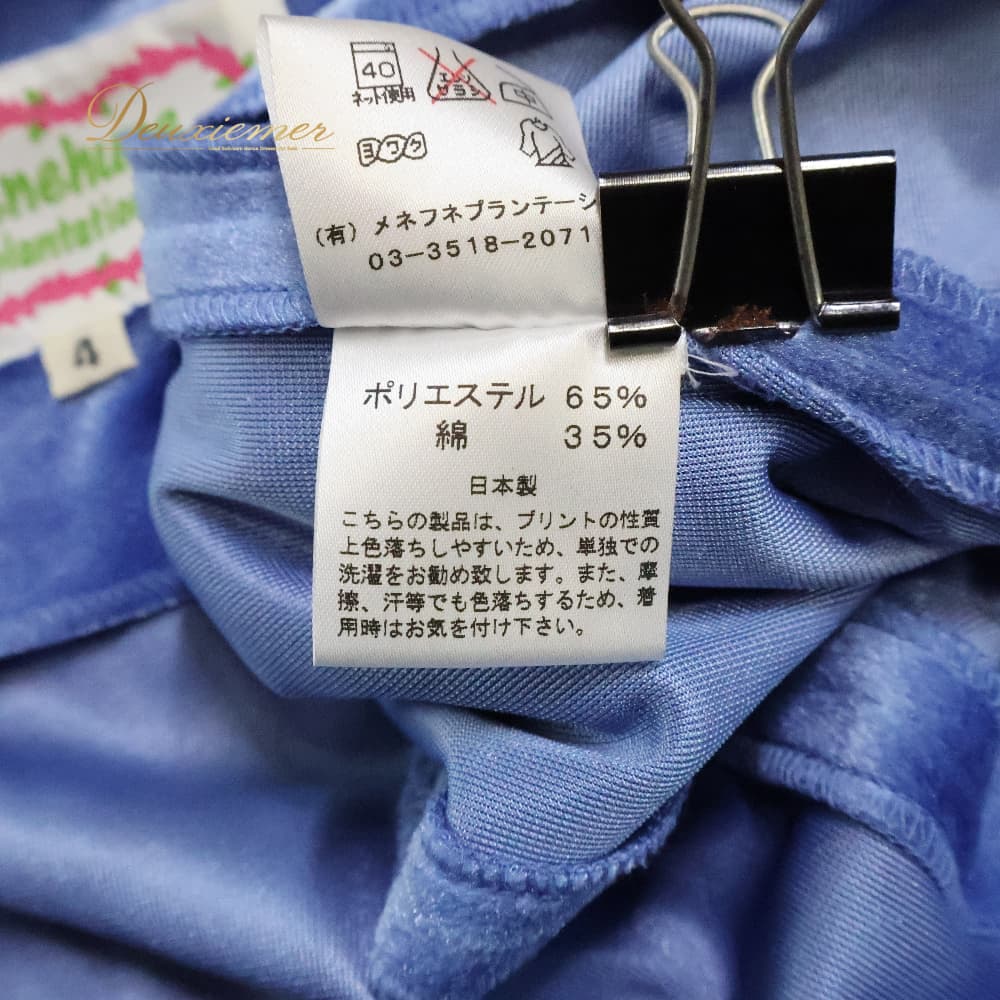 Deuxiemer
4
40
ネット使用
エンソ
サラシ
中
ヨワク
(有)メネフネプランテーシ
03-3518-2071
ポリエステル 65%
綿 35%
日本製
こちらの製品は、プリントの性質
上色落ちしやすいため、単独での
洗濯をお勧め致します。また、摩
擦、汗等でも色落ちするため、着
用時はお気を付け下さい。